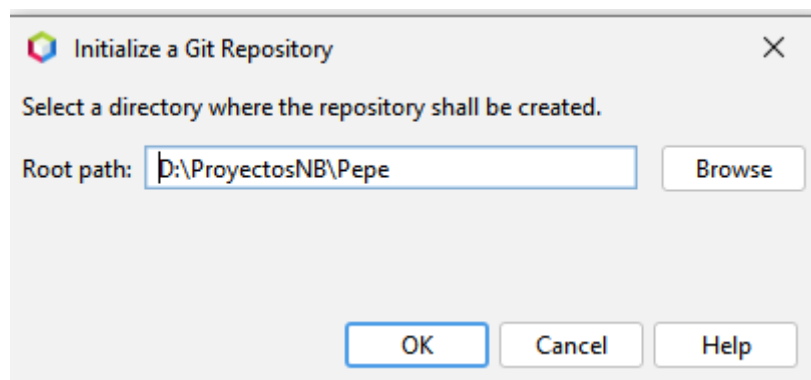 Initialize a Git Repository
Select a directory where the repository shall be created.
Root path: D:\ProyectosNB\Pepe Browse
OK Cancel Help